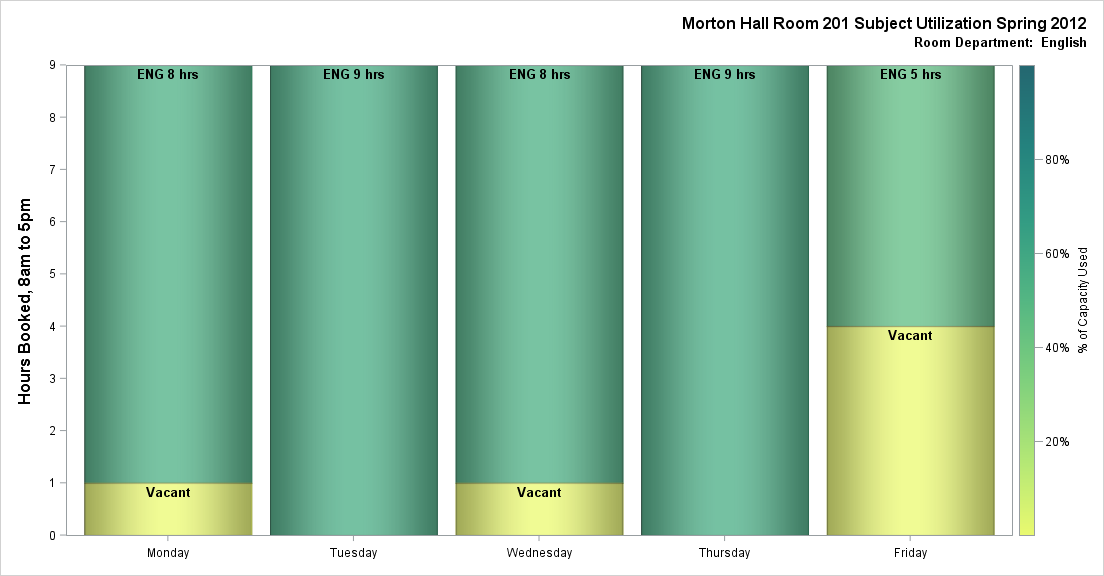 Morton Hall Room 201 Subject Utilization Spring 2012
Room Department:  English
Hours Booked, 8am to 5pm
9
8
7
6
5
4
3
2
1
0
ENG 8 hrs
ENG 9 hrs
ENG 8 hrs
ENG 9 hrs
ENG 5 hrs
Vacant
Vacant
Vacant
Monday
Tuesday
Wednesday
Thursday
Friday
80%
60%
40%
20%
% of Capacity Used